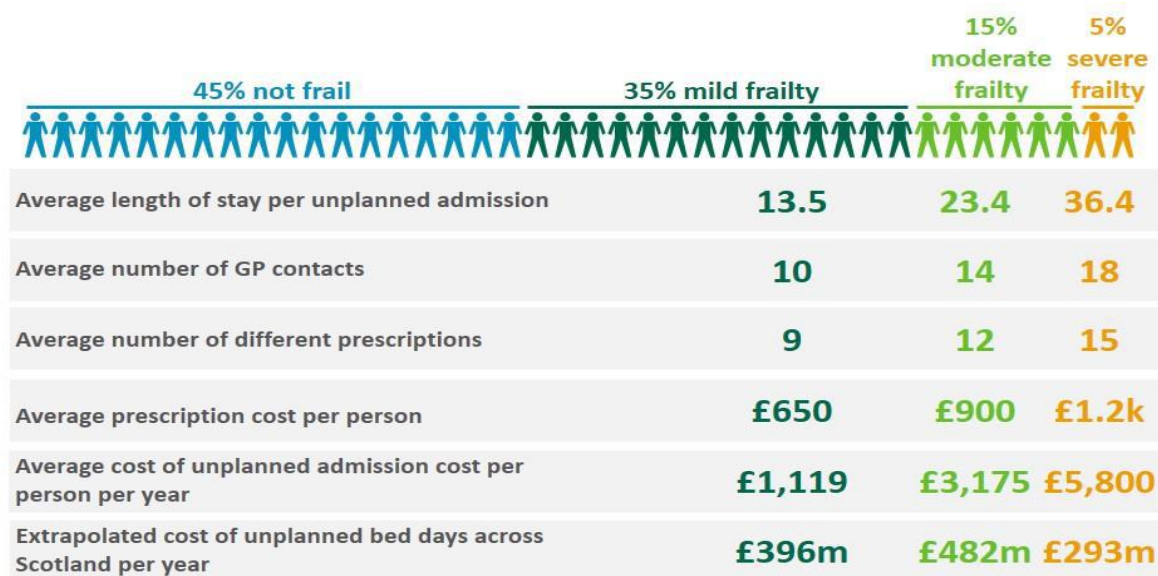 15% 5%
moderate severe
45% not frail 35% mild frailty frailty frailty
Average length of stay per unplanned admission 13.5 23.4 36.4
Average number of GP contacts 10 14 18
Average number of different prescriptions 9 12 15
Average prescription cost per person £650 £900 £1.2k
Average cost of unplanned admission cost per
person per year £1,119 £3,175 £5,800
Extrapolated cost of unplanned bed days across
Scotland per year £396m £482m £293m